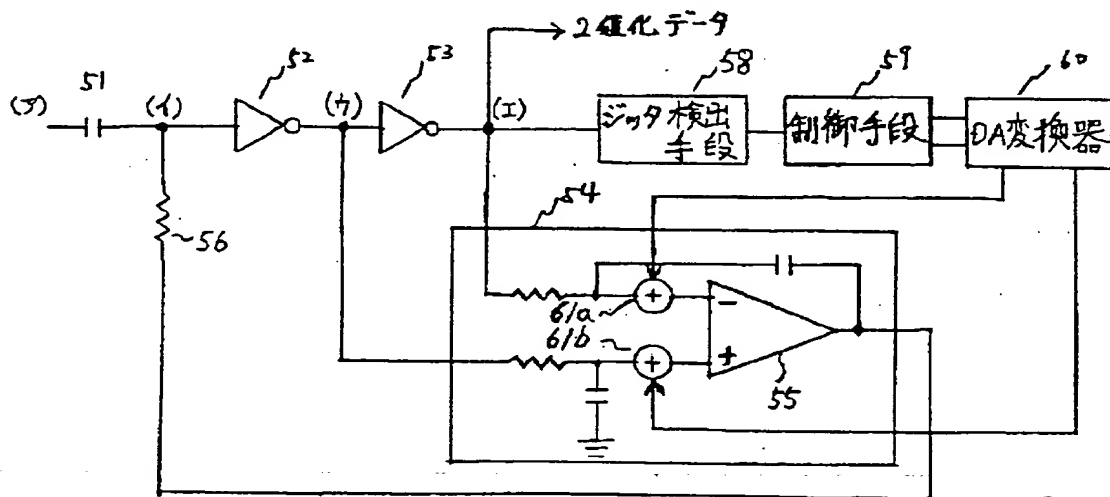 2値化データ
51
52
53
58
59
60
(ア)
(イ)
(ウ)
(エ)
ジッタ検出
手段
制御手段
DA変換器
54
56
61a
61b
+
+
−
+
55